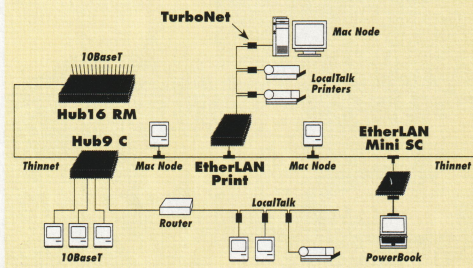 TurboNet
Mac Node
10BaseT
LocalTalk
Printers
Hub16 RM
Hub9 C
EtherLAN
Mini SC
Thinnet
Mac Node
EtherLAN
Print
Mac Node
Thinnet
LocalTalk
Router
10BaseT
PowerBook